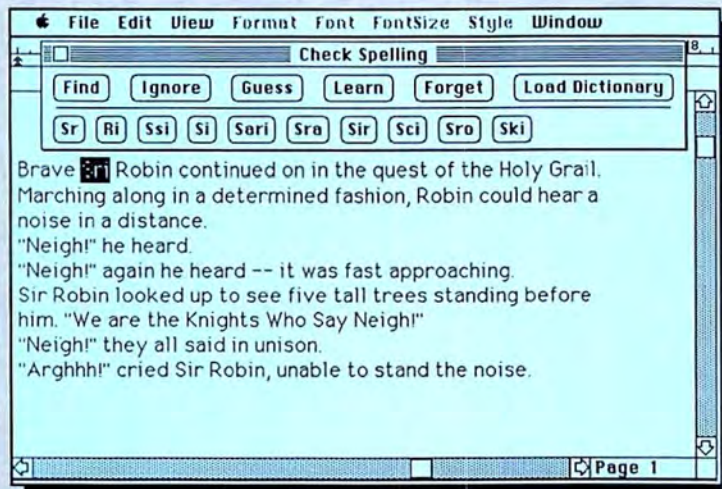 File Edit View Format Font FontSize Style Window
8
Check Spelling
Find Ignore Guess Learn Forget Load Dictionary
Sr Ri Ssi Si Sari Sra Sir Sci Sro Ski
Brave Sri Robin continued on in the quest of the Holy Grail.
Marching along in a determined fashion, Robin could hear a
noise in a distance.
"Neigh!" he heard.
"Neigh!" again he heard -- it was fast approaching.
Sir Robin looked up to see five tall trees standing before
him. "We are the Knights Who Say Neigh!"
"Neigh!" they all said in unison.
"Arghhh!" cried Sir Robin, unable to stand the noise.
Page 1